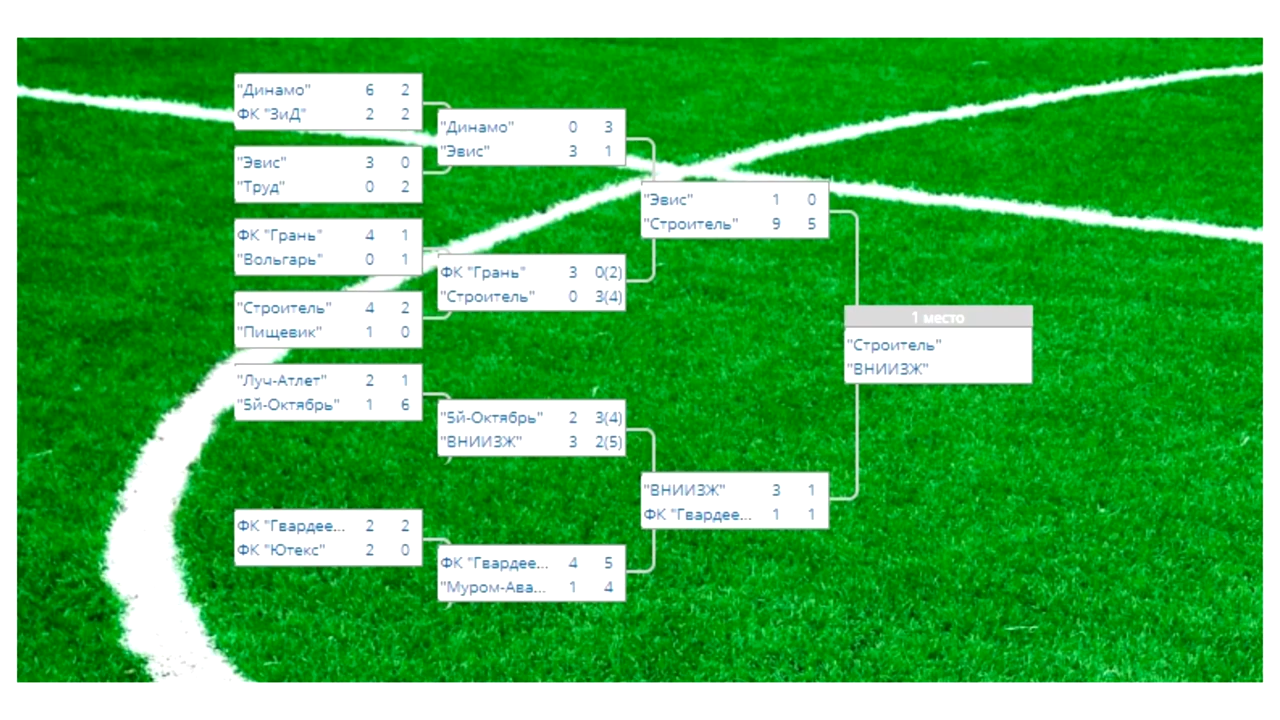 "Динамо" 6 2
ФК "ЗиД" 2 2
"Эвис" 3 0
"Труд" 0 2
ФК "Грань" 4 1
"Вольгарь" 0 1
"Строитель" 4 2
"Пищевик" 1 0
"Луч-Атлет" 2 1
"5й-Октябрь" 1 6
ФК "Гвардее... 2 2
ФК "Ютекс" 2 0
"Динамо" 0 3
"Эвис" 3 1
ФК "Грань" 3 0(2)
"Строитель" 0 3(4)
"5й-Октябрь" 2 3(4)
"ВНИИЗЖ" 3 2(5)
ФК "Гвардее... 4 5
"Муром-Ава... 1 4
"Эвис" 1 0
"Строитель" 9 5
"ВНИИЗЖ" 3 1
ФК "Гвардее... 1 1
1 место
"Строитель"
"ВНИИЗЖ"